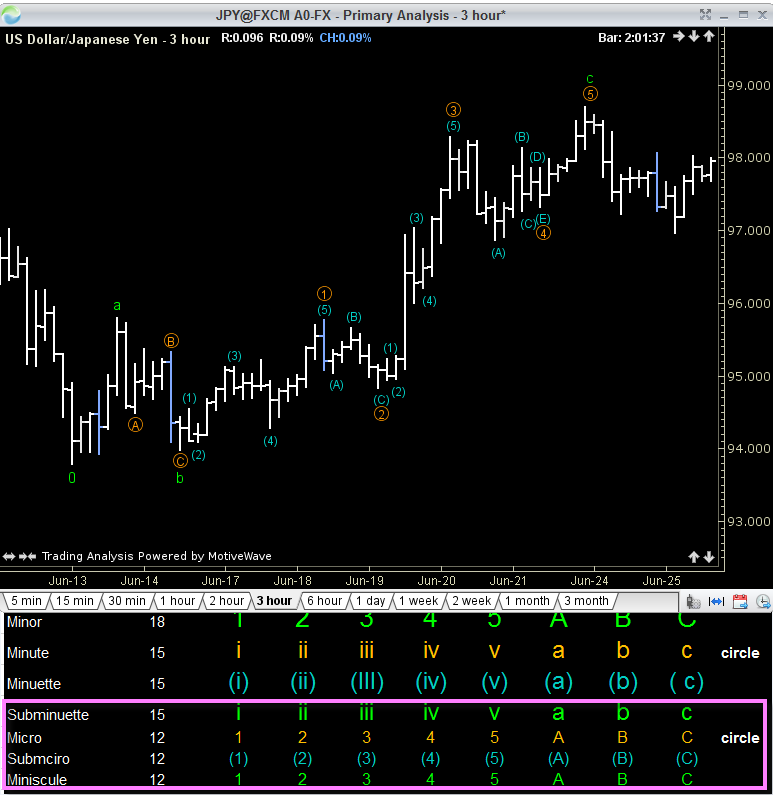 JPY@FXCM A0-FX - Primary Analysis - 3 hour*
US Dollar/Japanese Yen - 3 hour R:0.096 R:0.09% CH:0.09% Bar: 2:01:37
99.000
c
5
3
(5)
98.000
(B)
(D)
(3)
(C) (E)
4
97.000
(A)
(4)
96.000
a
1
(5)
(B)
B
(3)
(1)
95.000
(A)
(2)
(1)
(C)
2
A
(4)
94.000
(2)
C
0
b
93.000
Trading Analysis Powered by MotiveWave
Jun-13 Jun-14 Jun-17 Jun-18 Jun-19 Jun-20 Jun-21 Jun-24 Jun-25
5 min 15 min 30 min 1 hour 2 hour 3 hour 6 hour 1 day 1 week 2 week 1 month 3 month
Minor 18 1 2 3 4 5 A B C
Minute 15 i ii iii iv v a b c circle
Minuette 15 (i) (ii) (III) (iv) (v) (a) (b) ( c)
Subminuette 15 i ii iii iv v a b c
Micro 12 1 2 3 4 5 A B C circle
Submciro 12 (1) (2) (3) (4) (5) (A) (B) (C)
Miniscule 12 1 2 3 4 5 A B C